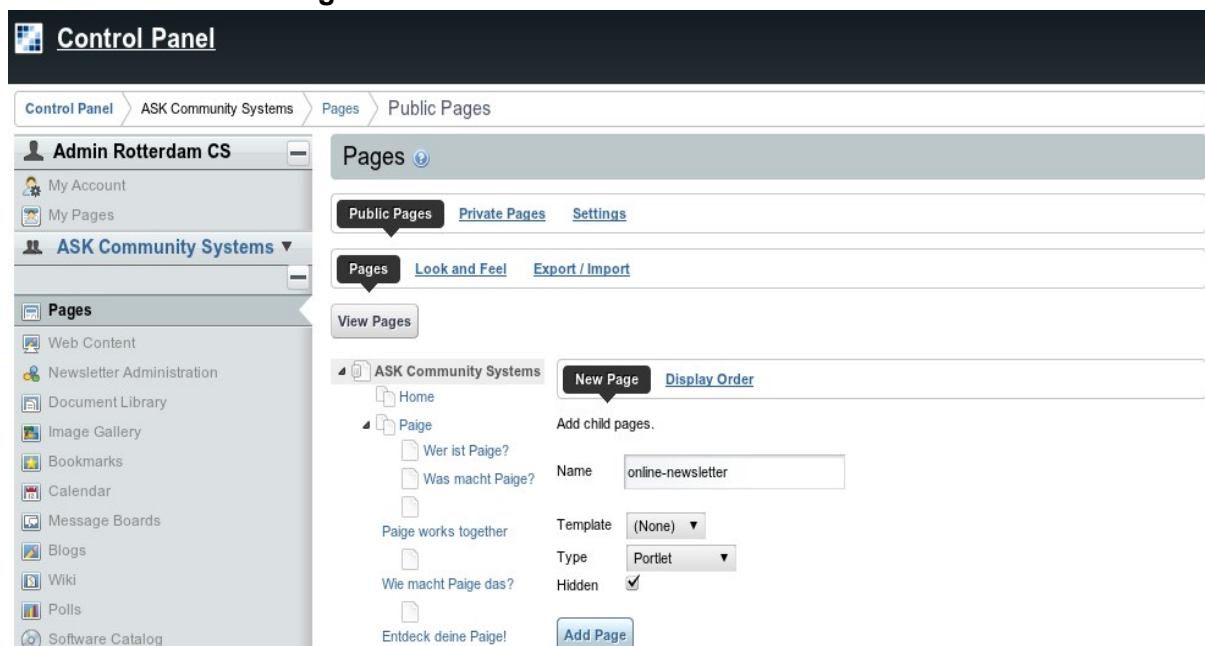 Control Panel
Control Panel ASK Community Systems Pages Public Pages
Admin Rotterdam CS
My Account
My Pages
ASK Community Systems ▼
Pages
Web Content
Newsletter Administration
Document Library
Image Gallery
Bookmarks
Calendar
Message Boards
Blogs
Wiki
Polls
Software Catalog
Pages
Public Pages Private Pages Settings
Pages Look and Feel Export / Import
View Pages
ASK Community Systems
Home
Paige
Wer ist Paige?
Was macht Paige?
Paige works together
Wie macht Paige das?
Entdeck deine Paige!
New Page Display Order
Add child pages.
Name online-newsletter
Template (None) ▼
Type Portlet ▼
Hidden
Add Page